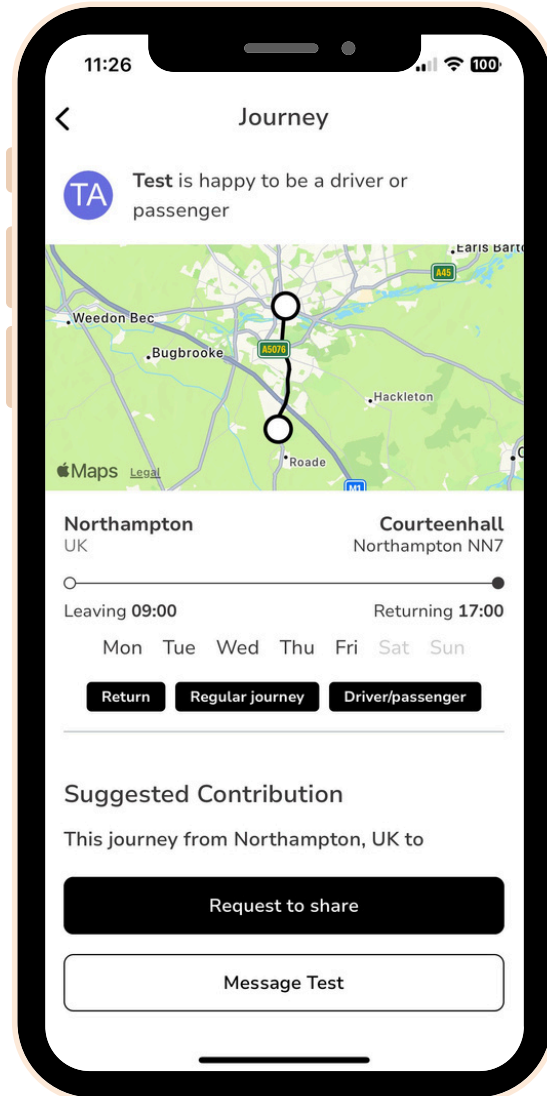 11:26
100
Journey
TA
Test is happy to be a driver or
passenger
Earls Barto
A45
Weedon Bec
A5076
Bugbrooke
Hackleton
Roade
Maps Legal
M1
Northampton
Courteenhall
UK
Northampton NN7
Leaving 09:00
Returning 17:00
Mon Tue Wed Thu Fri Sat Sun
Return Regular journey Driver/passenger
Suggested Contribution
This journey from Northampton, UK to
Request to share
Message Test